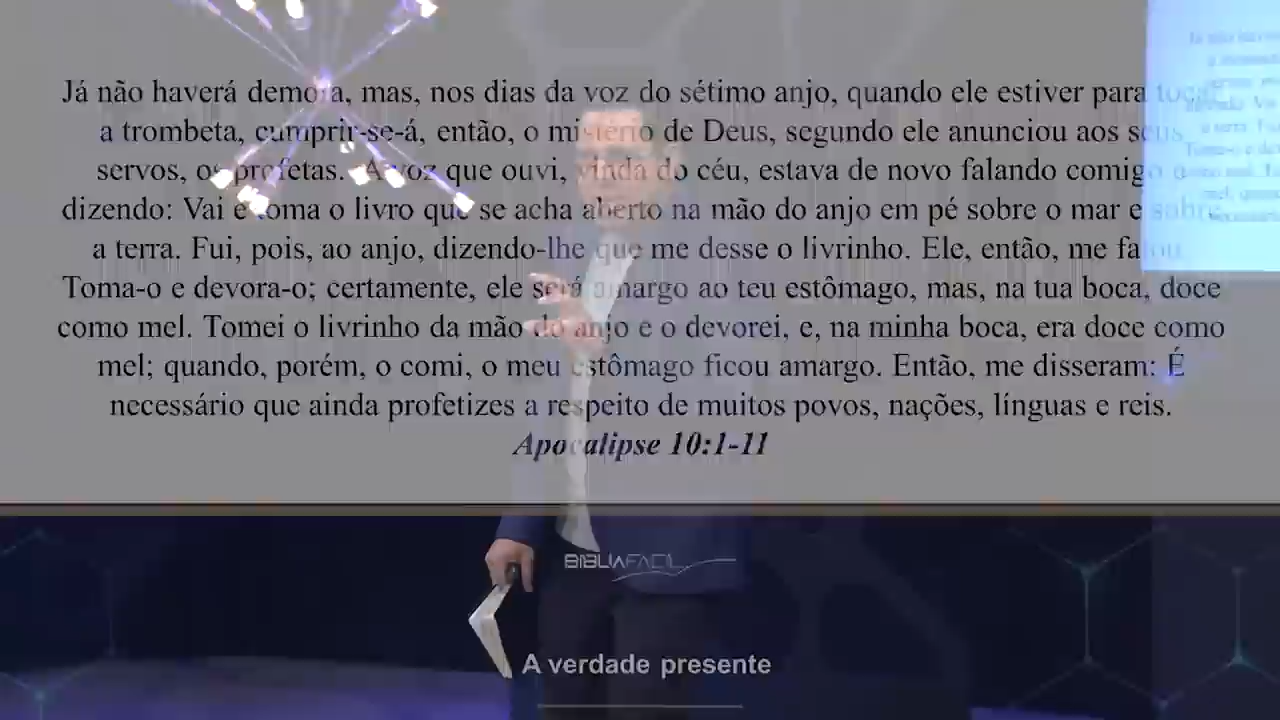 Já não haverá demora, mas, nos dias da voz do sétimo anjo, quando ele estiver para tocar
a trombeta, cumprir-se-á, então, o mistério de Deus, segundo ele anunciou aos seus
servos, os profetas. A voz que ouvi, vinda do céu, estava de novo falando comigo e
dizendo: Vai e toma o livro que se acha aberto na mão do anjo em pé sobre o mar e sobre
a terra. Fui, pois, ao anjo, dizendo-lhe que me desse o livrinho. Ele, então, me falou:
Toma-o e devora-o; certamente, ele será amargo ao teu estômago, mas, na tua boca, doce
como mel. Tomei o livrinho da mão do anjo e o devorei, e, na minha boca, era doce como
mel; quando, porém, o comi, o meu estômago ficou amargo. Então, me disseram: É
necessário que ainda profetizes a respeito de muitos povos, nações, línguas e reis.
Apocalipse 10:1-11
BÍBLIAFÁCIL
A verdade presente